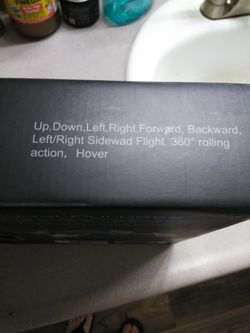 Up,Down,Left,Right,Forward, Backward,
Left/Right Sidewad Flight. 360° rolling
action, Hover